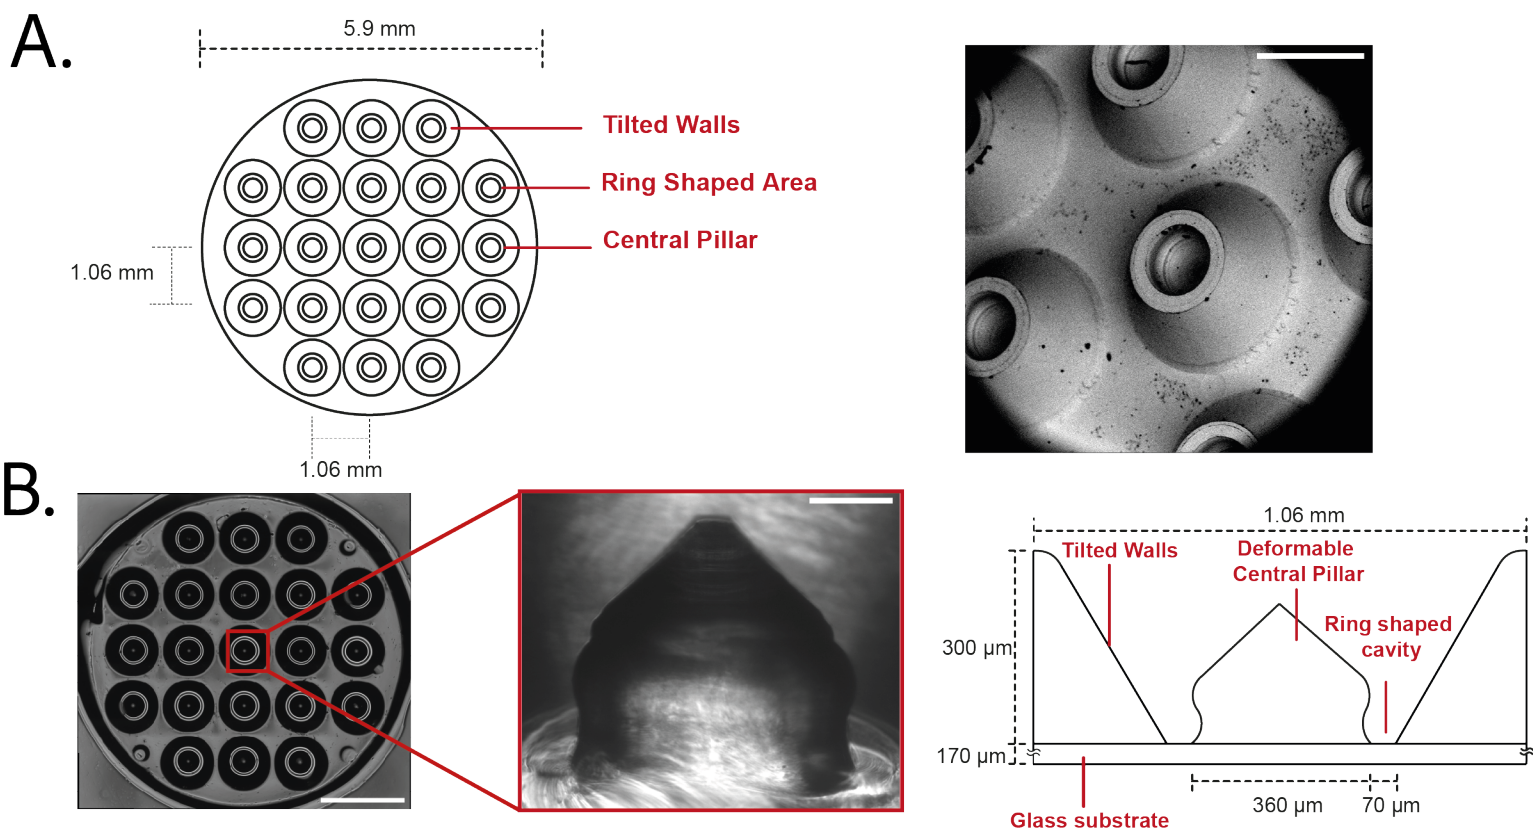 A.
5.9 mm
Tilted Walls
Ring Shaped Area
Central Pillar
1.06 mm
1.06 mm
B.
1.06 mm
Tilted Walls
Deformable
Central Pillar
Ring shaped
cavity
300 µm
170 µm
360 µm
70 µm
Glass substrate